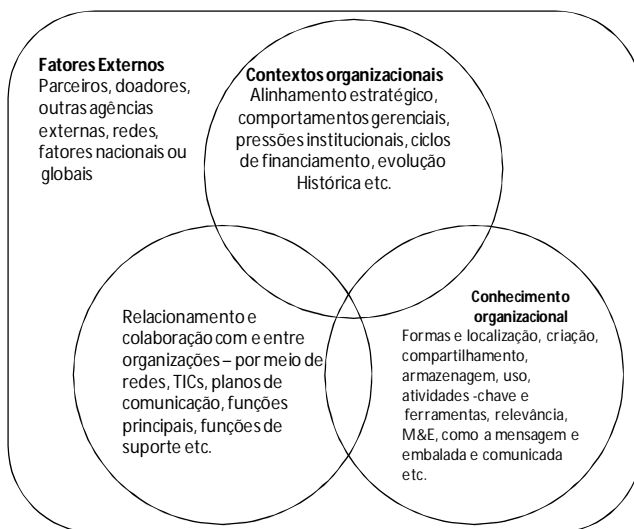 Fatores Externos
Parceiros, doadores,
outras agências
externas, redes,
fatores nacionais ou
globais
Contextos organizacionais
Alinhamento estratégico,
comportamentos gerenciais,
pressões institucionais, ciclos
de financiamento, evolução
Histórica etc.
Relacionamento e
colaboração com e entre
organizações – por meio de
redes, TICs, planos de
comunicação, funções
principais, funções de
suporte etc.
Conhecimento
organizacional
Formas e localização, criação,
compartilhamento,
armazenagem, uso,
atividades -chave e
ferramentas, relevância,
M&E, como a mensagem e
embalada e comunicada
etc.